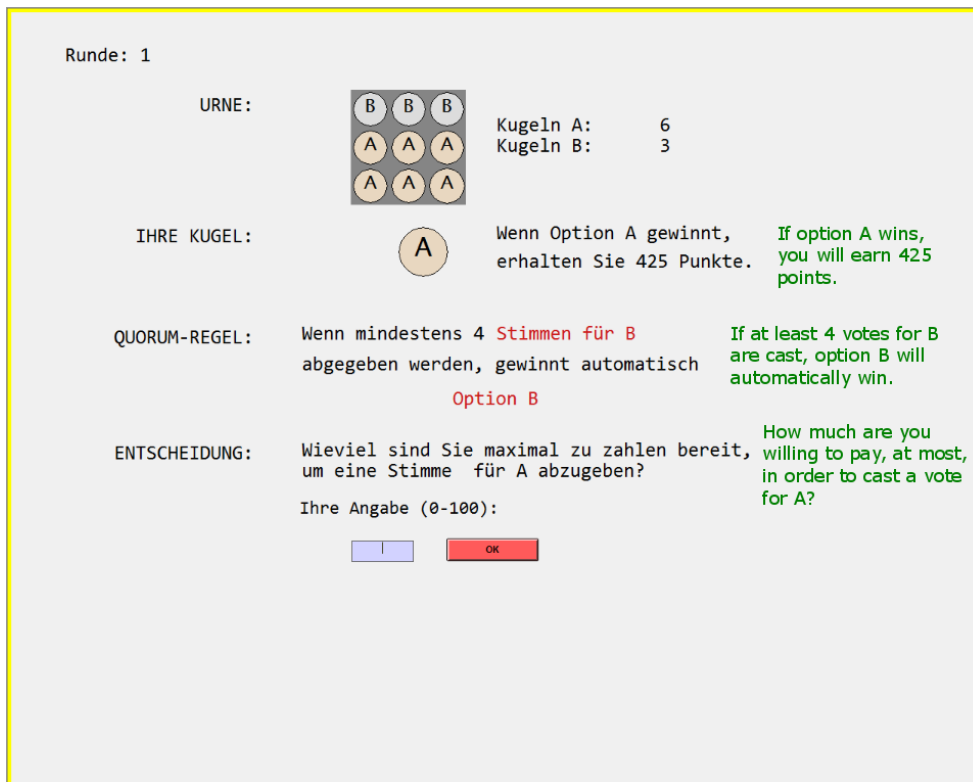 Runde: 1
URNE:
B B B
A A A
A A A
Kugeln A: 6
Kugeln B: 3
IHRE KUGEL:
A
Wenn Option A gewinnt,
erhalten Sie 425 Punkte.
If option A wins,
you will earn 425
points.
QUORUM-REGEL:
Wenn mindestens 4 Stimmen für B
abgegeben werden, gewinnt automatisch
Option B
If at least 4 votes for B
are cast, option B will
automatically win.
ENTSCHEIDUNG:
Wieviel sind Sie maximal zu zahlen bereit,
um eine Stimme für A abzugeben?
How much are you
willing to pay, at most,
in order to cast a vote
for A?
Ihre Angabe (0-100):
OK